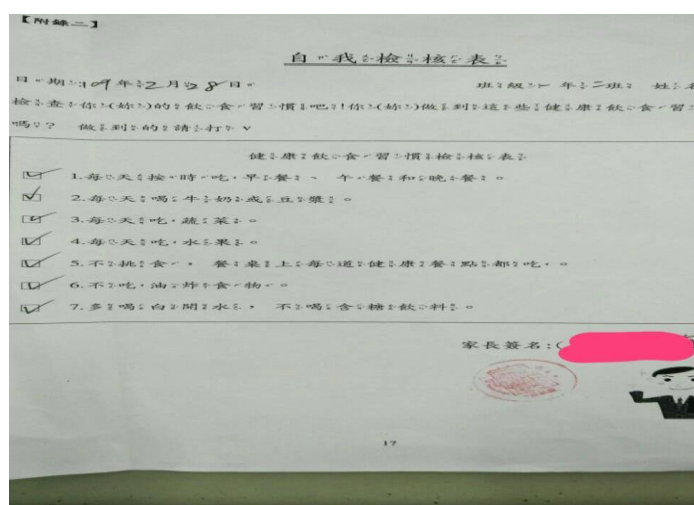 【附錄二】
自我檢核表
日期:109年2月28日 班級:一年二班 姓名
檢查你(妳)的飲食習慣吧!你(妳)做到這些健康飲食習
嗎? 做到的請打 v
健康飲食習慣檢核表
1.每天按時吃早餐、午餐和晚餐。
2.每天喝牛奶或豆漿。
3.每天吃蔬菜。
4.每天吃水果。
5.不挑食,餐桌上每道健康餐點都吃。
6.不吃油炸食物。
7.多喝白開水,不喝含糖飲料。
家長簽名:(
17